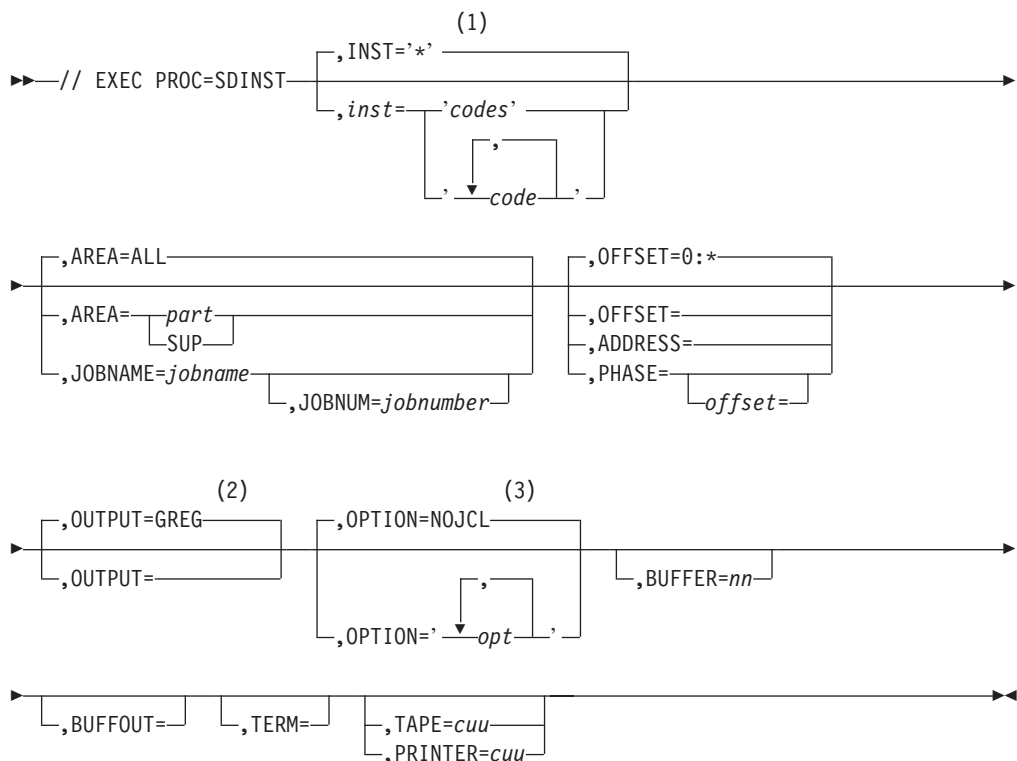 (1)
,INST='*'
// EXEC PROC=SDINST
,inst= 'codes'
,
' code '
,AREA=ALL ,OFFSET=0:*
,AREA= part ,OFFSET=
SUP ,ADDRESS=
,JOBNAME=jobname ,PHASE=
,JOBNUM=jobnumber offset=
(2) (3)
,OUTPUT=GREG ,OPTION=NOJCL
,OUTPUT= , ,BUFFER=nn
,OPTION=' opt '
,BUFFOUT= ,TERM= ,TAPE=cuu
,PRINTER=cuu